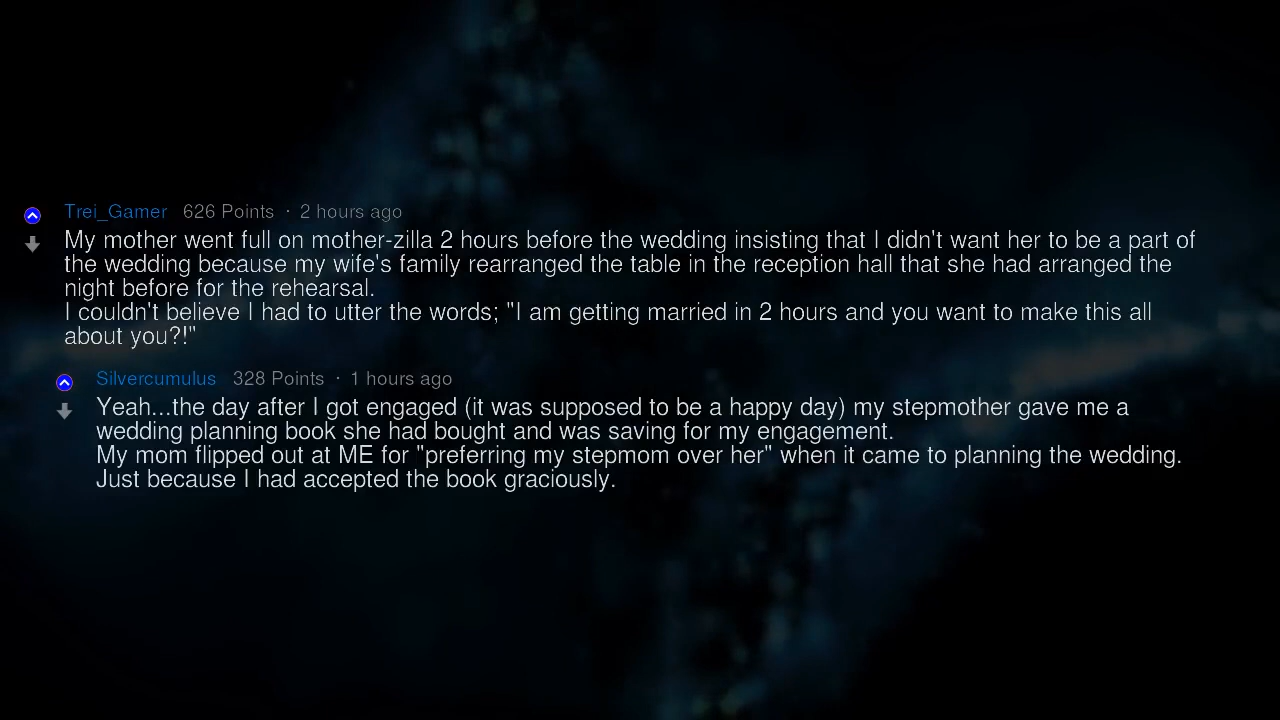 Trei_Gamer 626 Points · 2 hours ago
My mother went full on mother-zilla 2 hours before the wedding insisting that I didn't want her to be a part of
the wedding because my wife's family rearranged the table in the reception hall that she had arranged the
night before for the rehearsal.
I couldn't believe I had to utter the words; "I am getting married in 2 hours and you want to make this all
about you?!"
Silvercumulus 328 Points · 1 hours ago
Yeah...the day after I got engaged (it was supposed to be a happy day) my stepmother gave me a
wedding planning book she had bought and was saving for my engagement.
My mom flipped out at ME for "preferring my stepmom over her" when it came to planning the wedding.
Just because I had accepted the book graciously.